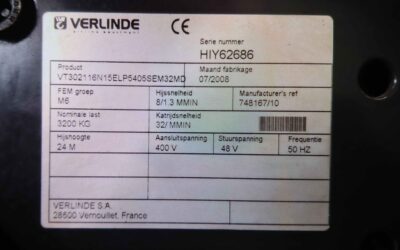 VERLINDE
lifting equipment
CE
Serie nummer
HIY62686
Product
Maand fabrikage
VT302116N15ELP5405SEM32MD
07/2008
FEM groep
Hijssnelheid
Manufacturer's ref
M6
8/1.3 MMIN
748167/10
Nominale last
Katrijdsnelheid
3200 KG
32/ MMIN
Hijshoogte
Aansluitspanning
Stuurspanning
Frequentie
24 M
400 V
48 V
50 HZ
VERLINDE S.A.
28500 Vernouillet, France